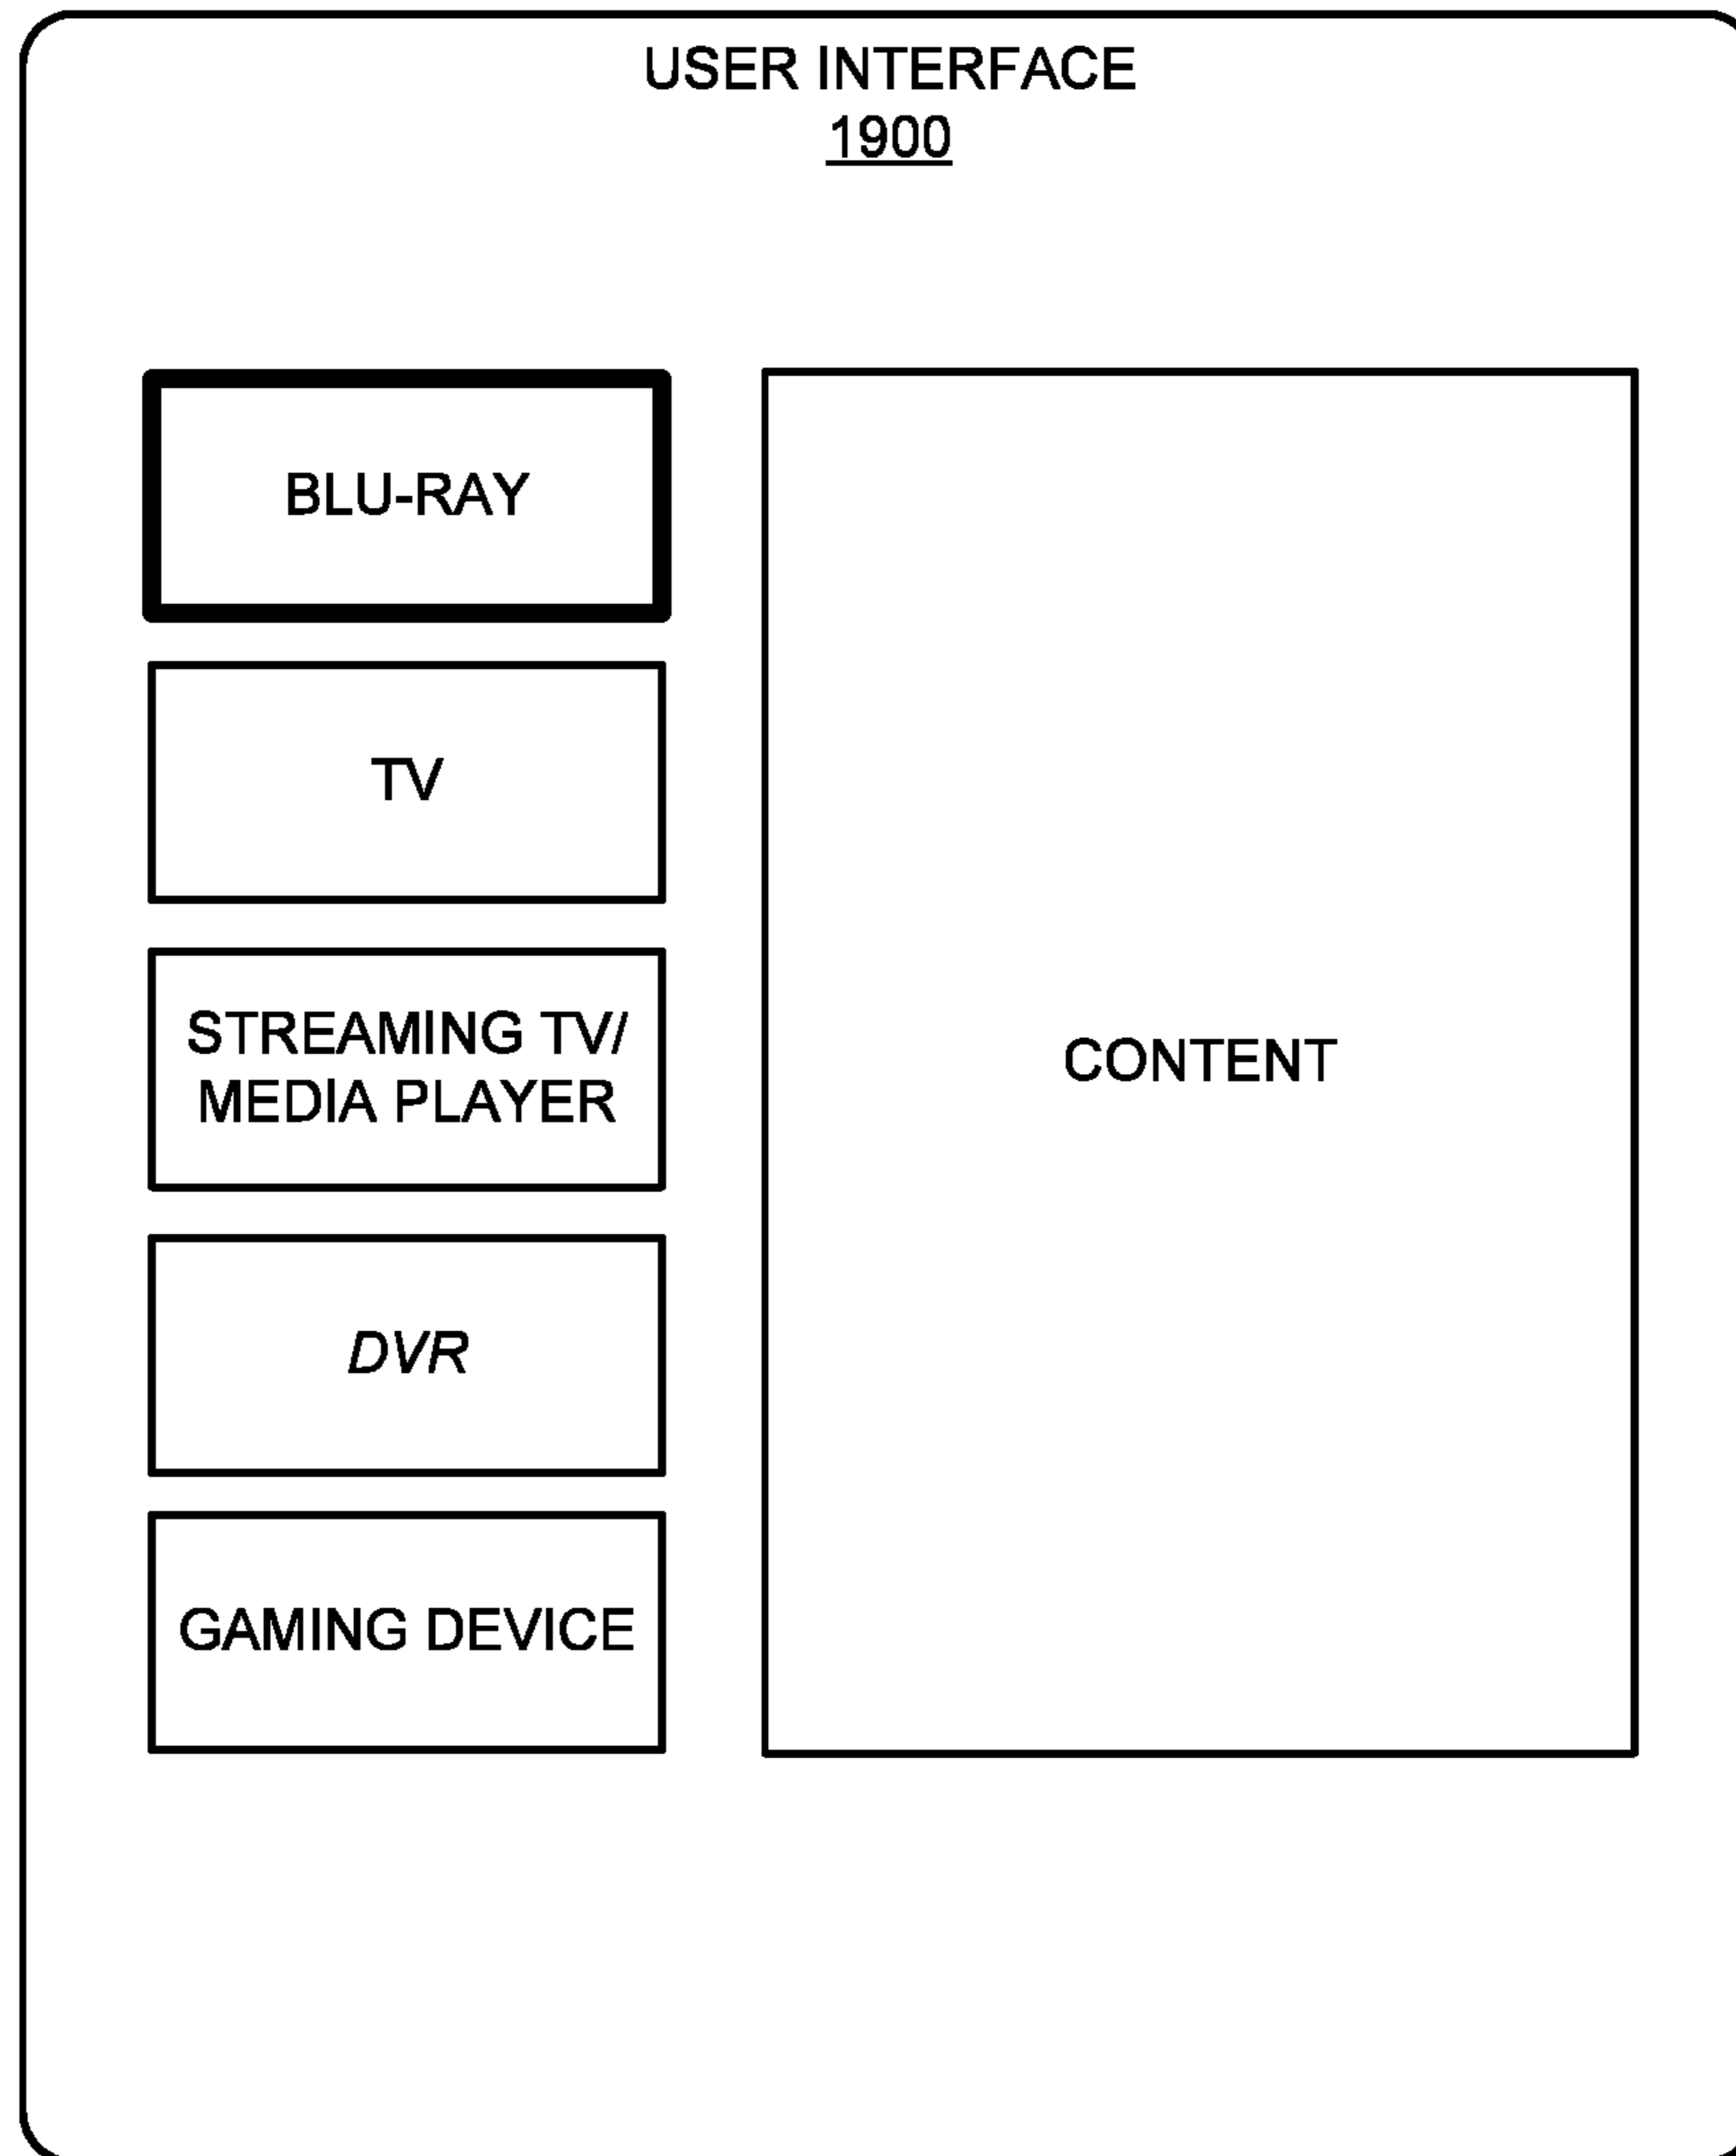 USER INTERFACE
1900
BLU-RAY
TV
STREAMING TV/
MEDIA PLAYER
DVR
GAMING DEVICE
CONTENT